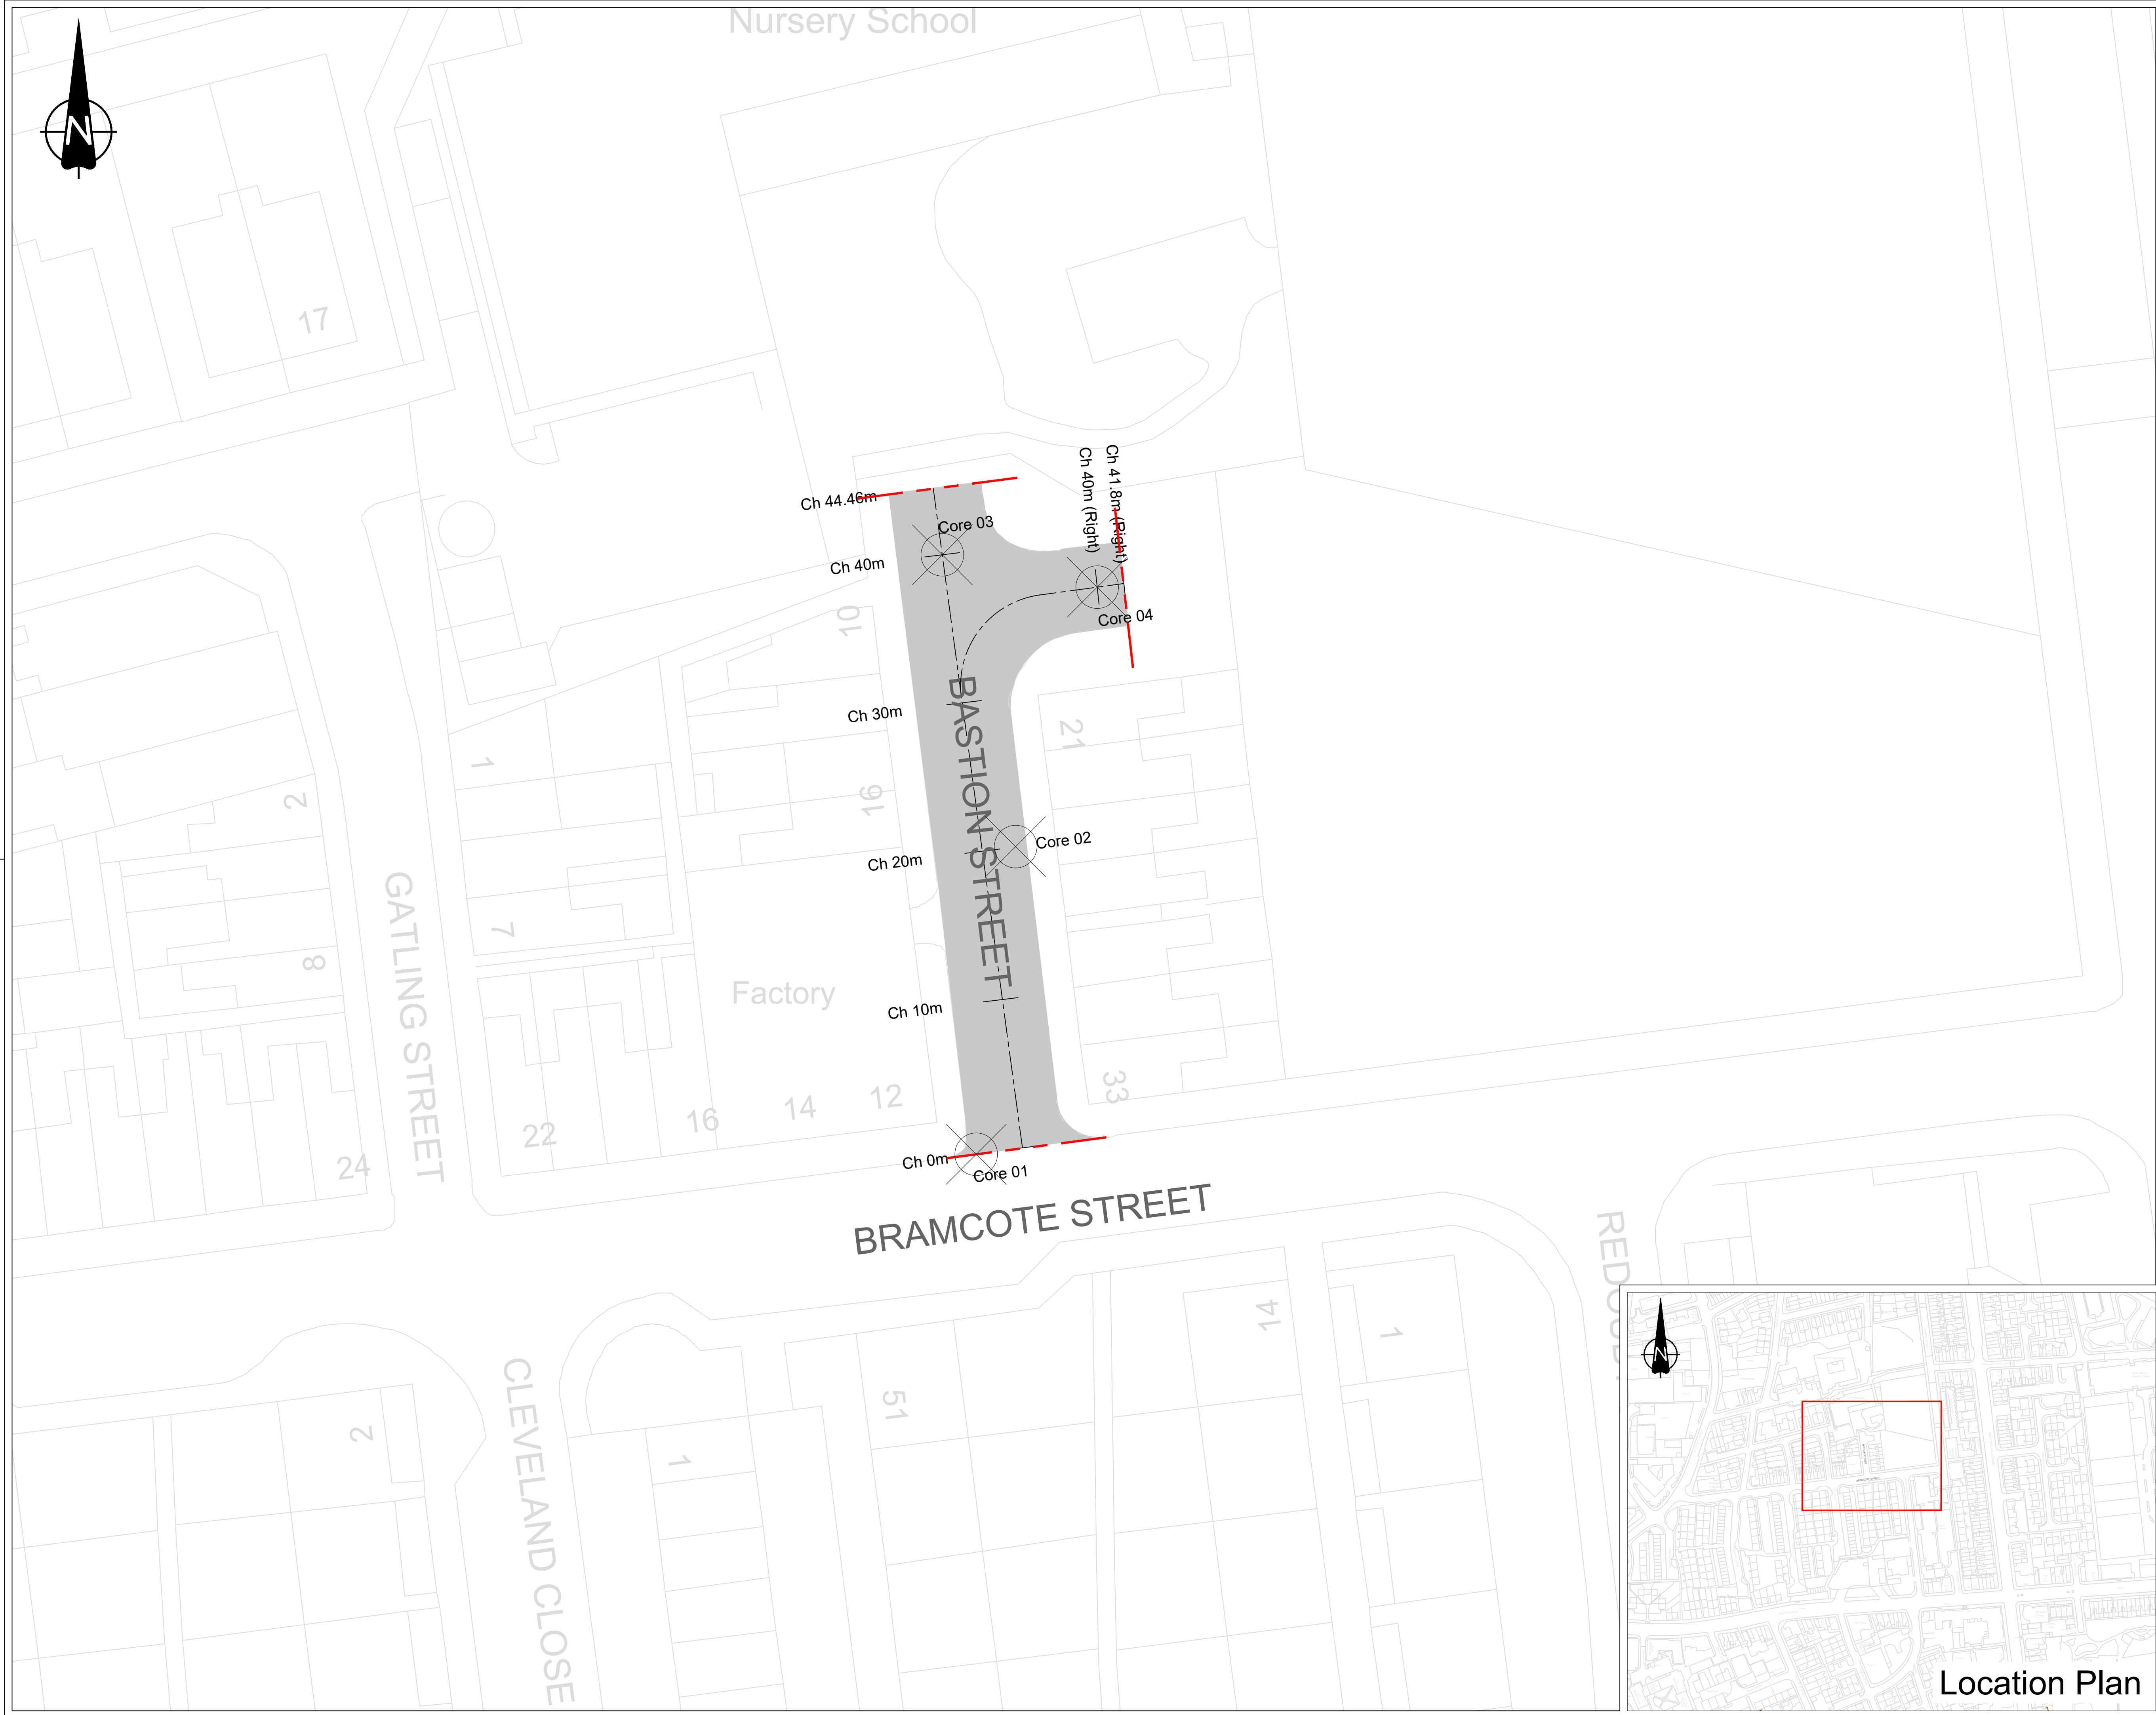 Nursery School
N
17
Ch 44.46m
Ch 40m (Right)
Ch 41.8m (Right)
Core 03
Ch 40m
Core 04
10
Ch 30m
BASTION STREET
21
1
2
16
Core 02
Ch 20m
GATLING STREET
7
8
Factory
Ch 10m
33
12
14
16
22
24
Ch 0m
Core 01
BRAMCOTE STREET
14
1
51
2
1
CLEVELAND CLOSE
N
BRAMCOTE STREET
Location Plan